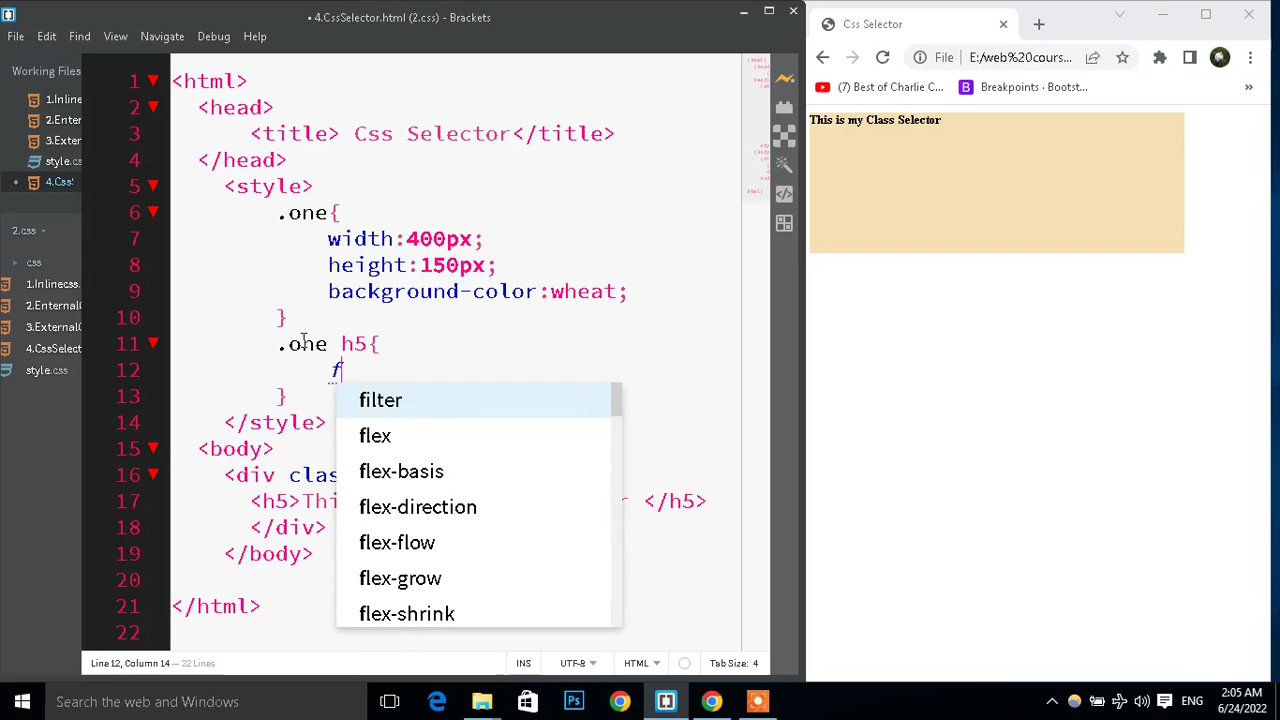 • 4.CssSelector.html (2.css) - Brackets
File Edit Find View Navigate Debug Help
Working Files
1.Inline
2.Enter
3.Exter
style.cs
• 4.Css!
2.css
css
1.Inlinecss.
2.EnternalC
3.ExternalC
4.CssSelect
style.css
1 <html>
2 <head>
3 <title> Css Selector</title>
4 </head>
5 <style>
6 .one{
7 width:400px;
8 height:150px;
9 background-color:wheat;
10 }
11 .one h5{
12 f
13 }
14 </style>
15 <body>
16 <div clas
17 <h5>Thi r </h5>
18 </div>
19 </body>
20
21 </html>
22
filter
flex
flex-basis
flex-direction
flex-flow
flex-grow
flex-shrink
Line 12, Column 14 — 22 Lines
INS UTF-8 HTML Tab Size: 4
Css Selector
File E:/web%20cours...
(7) Best of Charlie C... Breakpoints · Bootst...
»
This is my Class Selector
Search the web and Windows
ENG
2:05 AM
6/24/2022